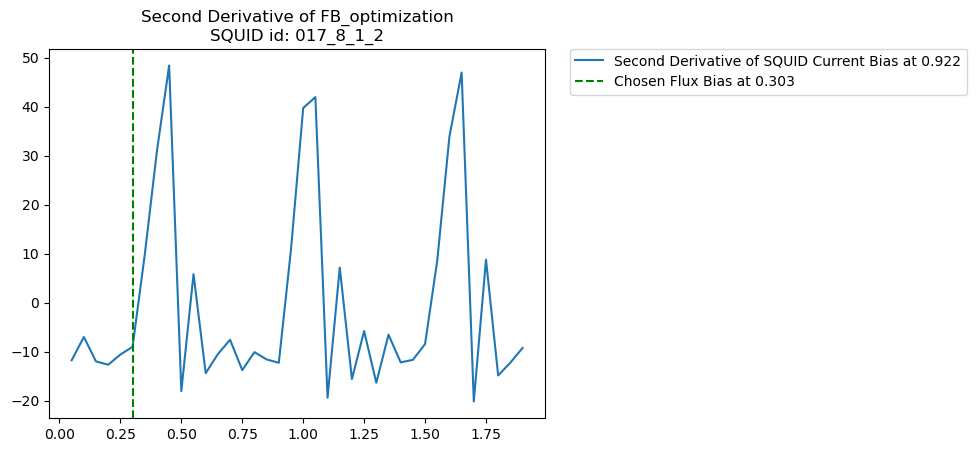 Second Derivative of FB_optimization
SQUID id: 017_8_1_2
Second Derivative of SQUID Current Bias at 0.922
Chosen Flux Bias at 0.303
50
40
30
20
10
0
−10
−20
0.00 0.25 0.50 0.75 1.00 1.25 1.50 1.75